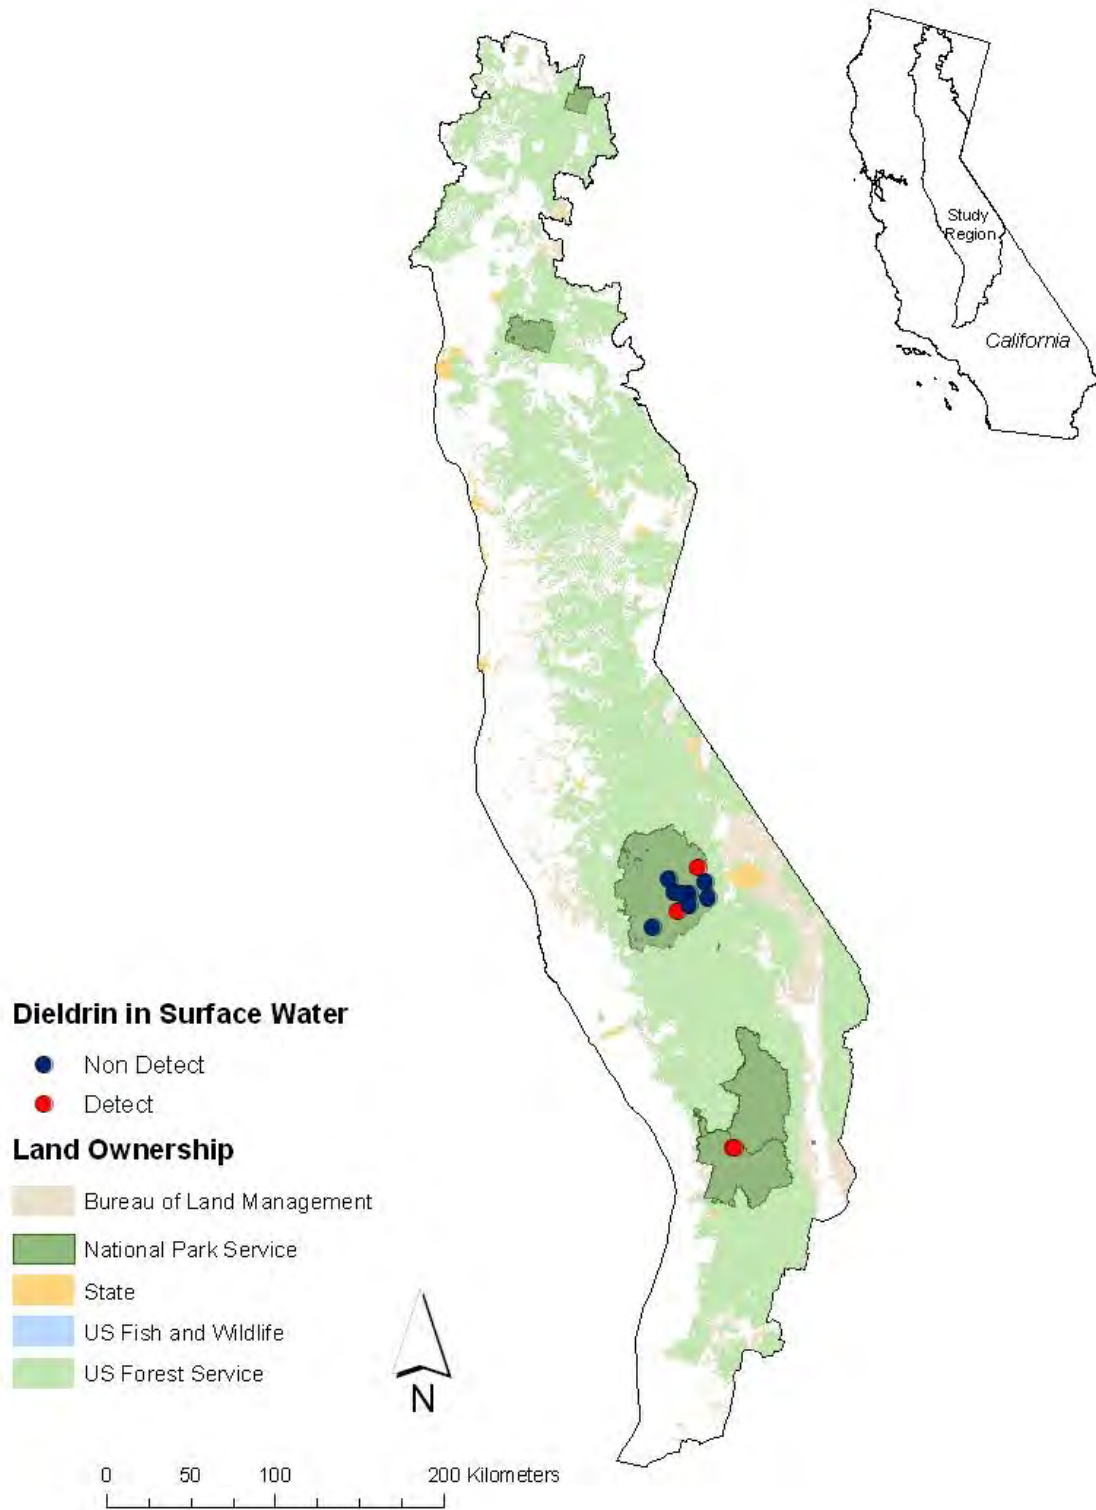 Study
Region
California
Dieldrin in Surface Water
Non Detect
Detect
Land Ownership
Bureau of Land Management
National Park Service
State
US Fish and Wildlife
US Forest Service
N
0 50 100 200 Kilometers